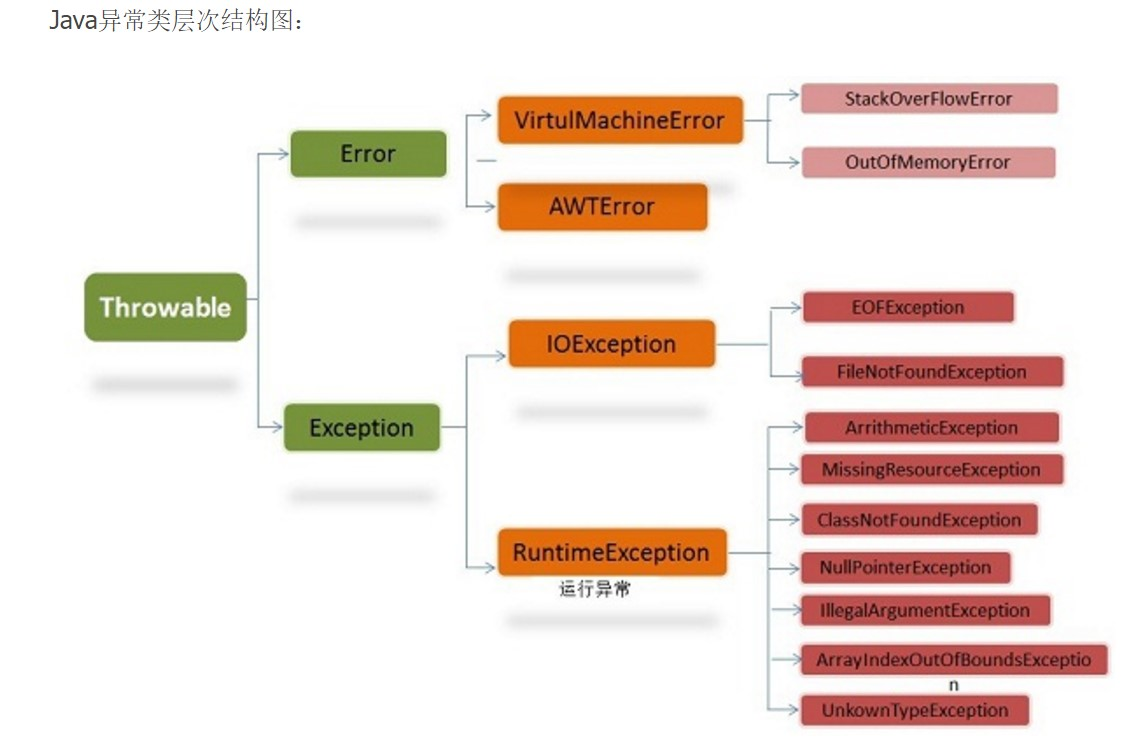 Java异常类层次结构图：
Throwable
Error
VirtulMachineError
StackOverFlowError
OutOfMemoryError
AWTError
Exception
IOException
EOFException
FileNotFoundException
RuntimeException
运行异常
ArrithmeticException
MissingResourceException
ClassNotFoundException
NullPointerException
IllegalArgumentException
ArrayIndexOutOfBoundsExceptio
n
UnkownTypeException